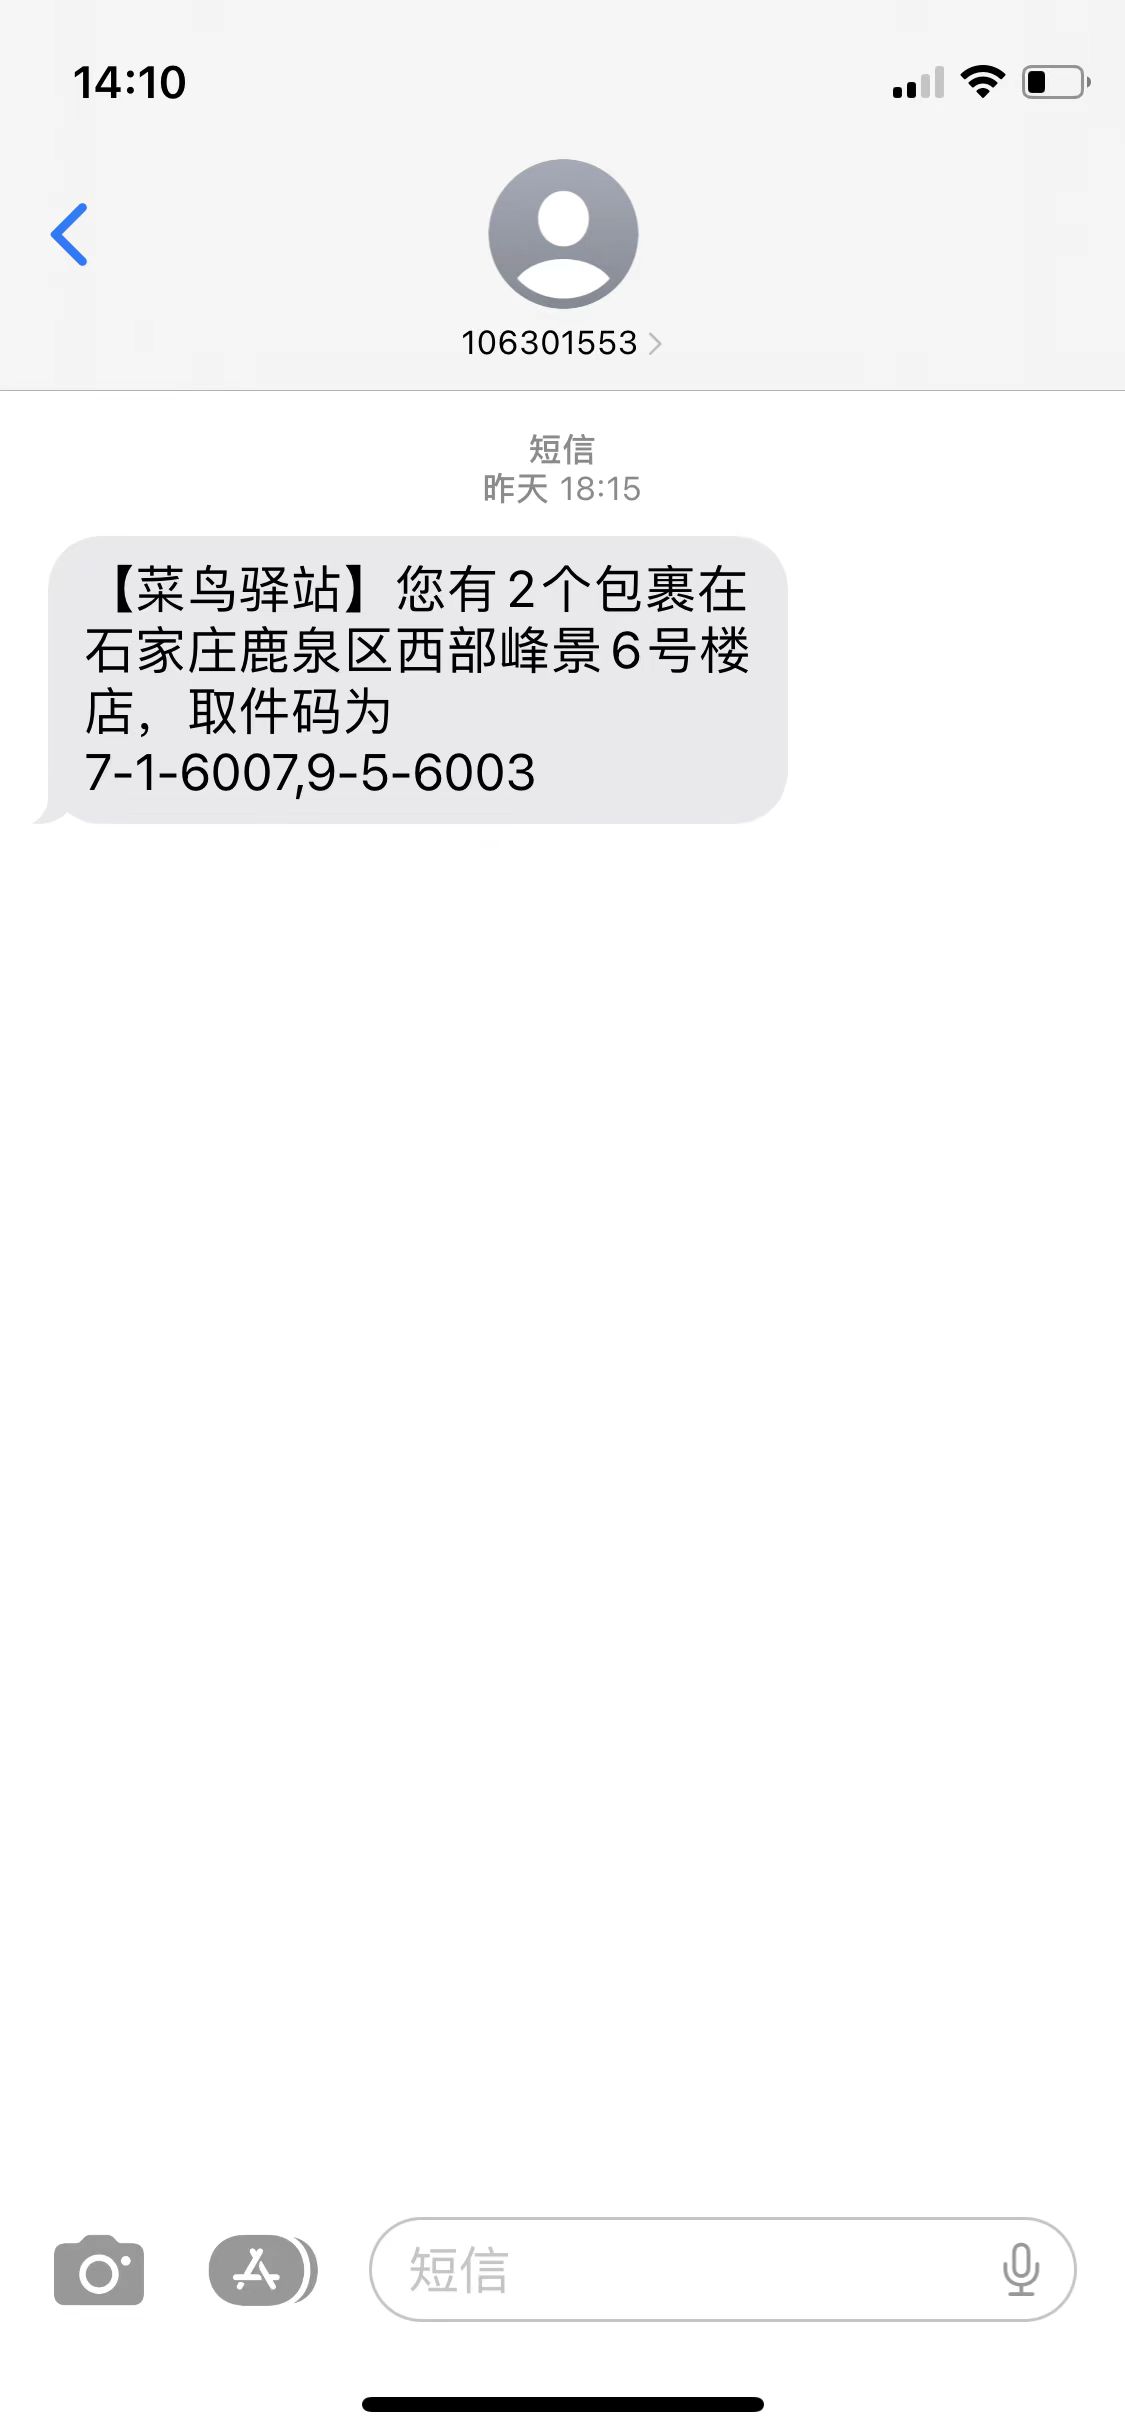 14:10
106301553
短信
昨天 18:15
【菜鸟驿站】您有2个包裹在
石家庄鹿泉区西部峰景6号楼
店，取件码为
7-1-6007,9-5-6003
短信